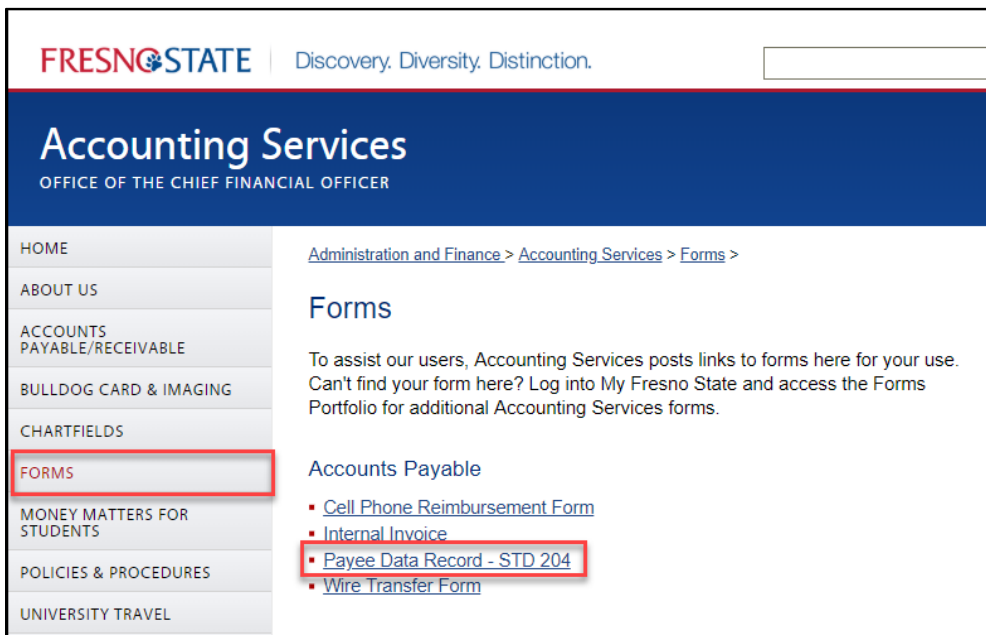 FRESNO STATE
Discovery. Diversity. Distinction.
Accounting Services
OFFICE OF THE CHIEF FINANCIAL OFFICER
HOME
ABOUT US
ACCOUNTS
PAYABLE/RECEIVABLE
BULLDOG CARD & IMAGING
CHARTFIELDS
FORMS
MONEY MATTERS FOR
STUDENTS
POLICIES & PROCEDURES
UNIVERSITY TRAVEL
Administration and Finance > Accounting Services > Forms >
Forms
To assist our users, Accounting Services posts links to forms here for your use.
Can't find your form here? Log into My Fresno State and access the Forms
Portfolio for additional Accounting Services forms.
Accounts Payable
Cell Phone Reimbursement Form
Internal Invoice
Payee Data Record - STD 204
Wire Transfer Form